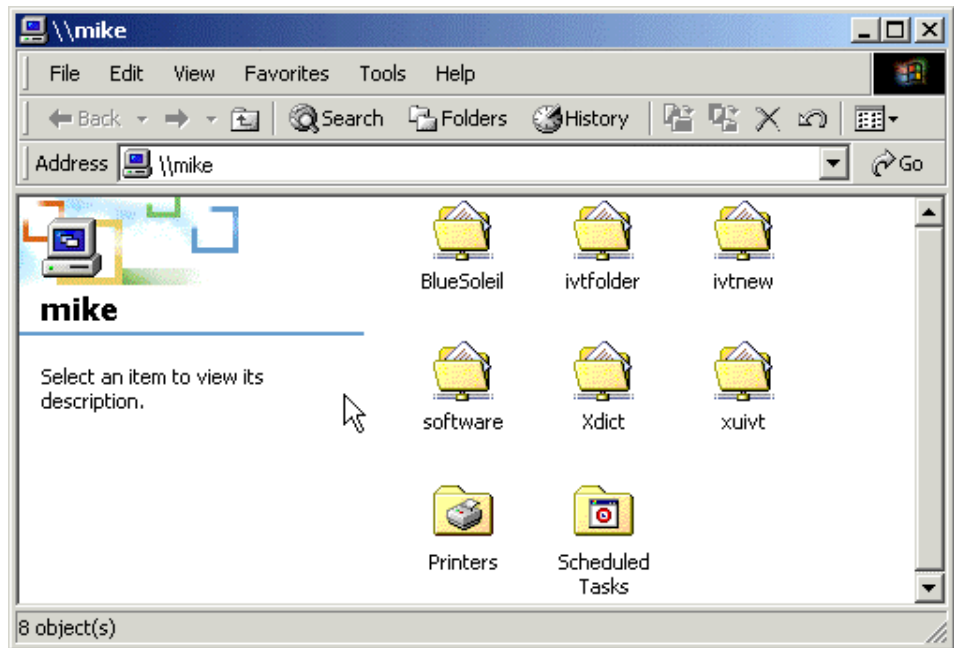 \\mike
File Edit View Favorites Tools Help
Back Search Folders History
Address \\mike Go
mike
Select an item to view its
description.
BlueSoleil ivtfolder ivtnew
software Xdict xuivt
Printers Scheduled
Tasks
8 object(s)